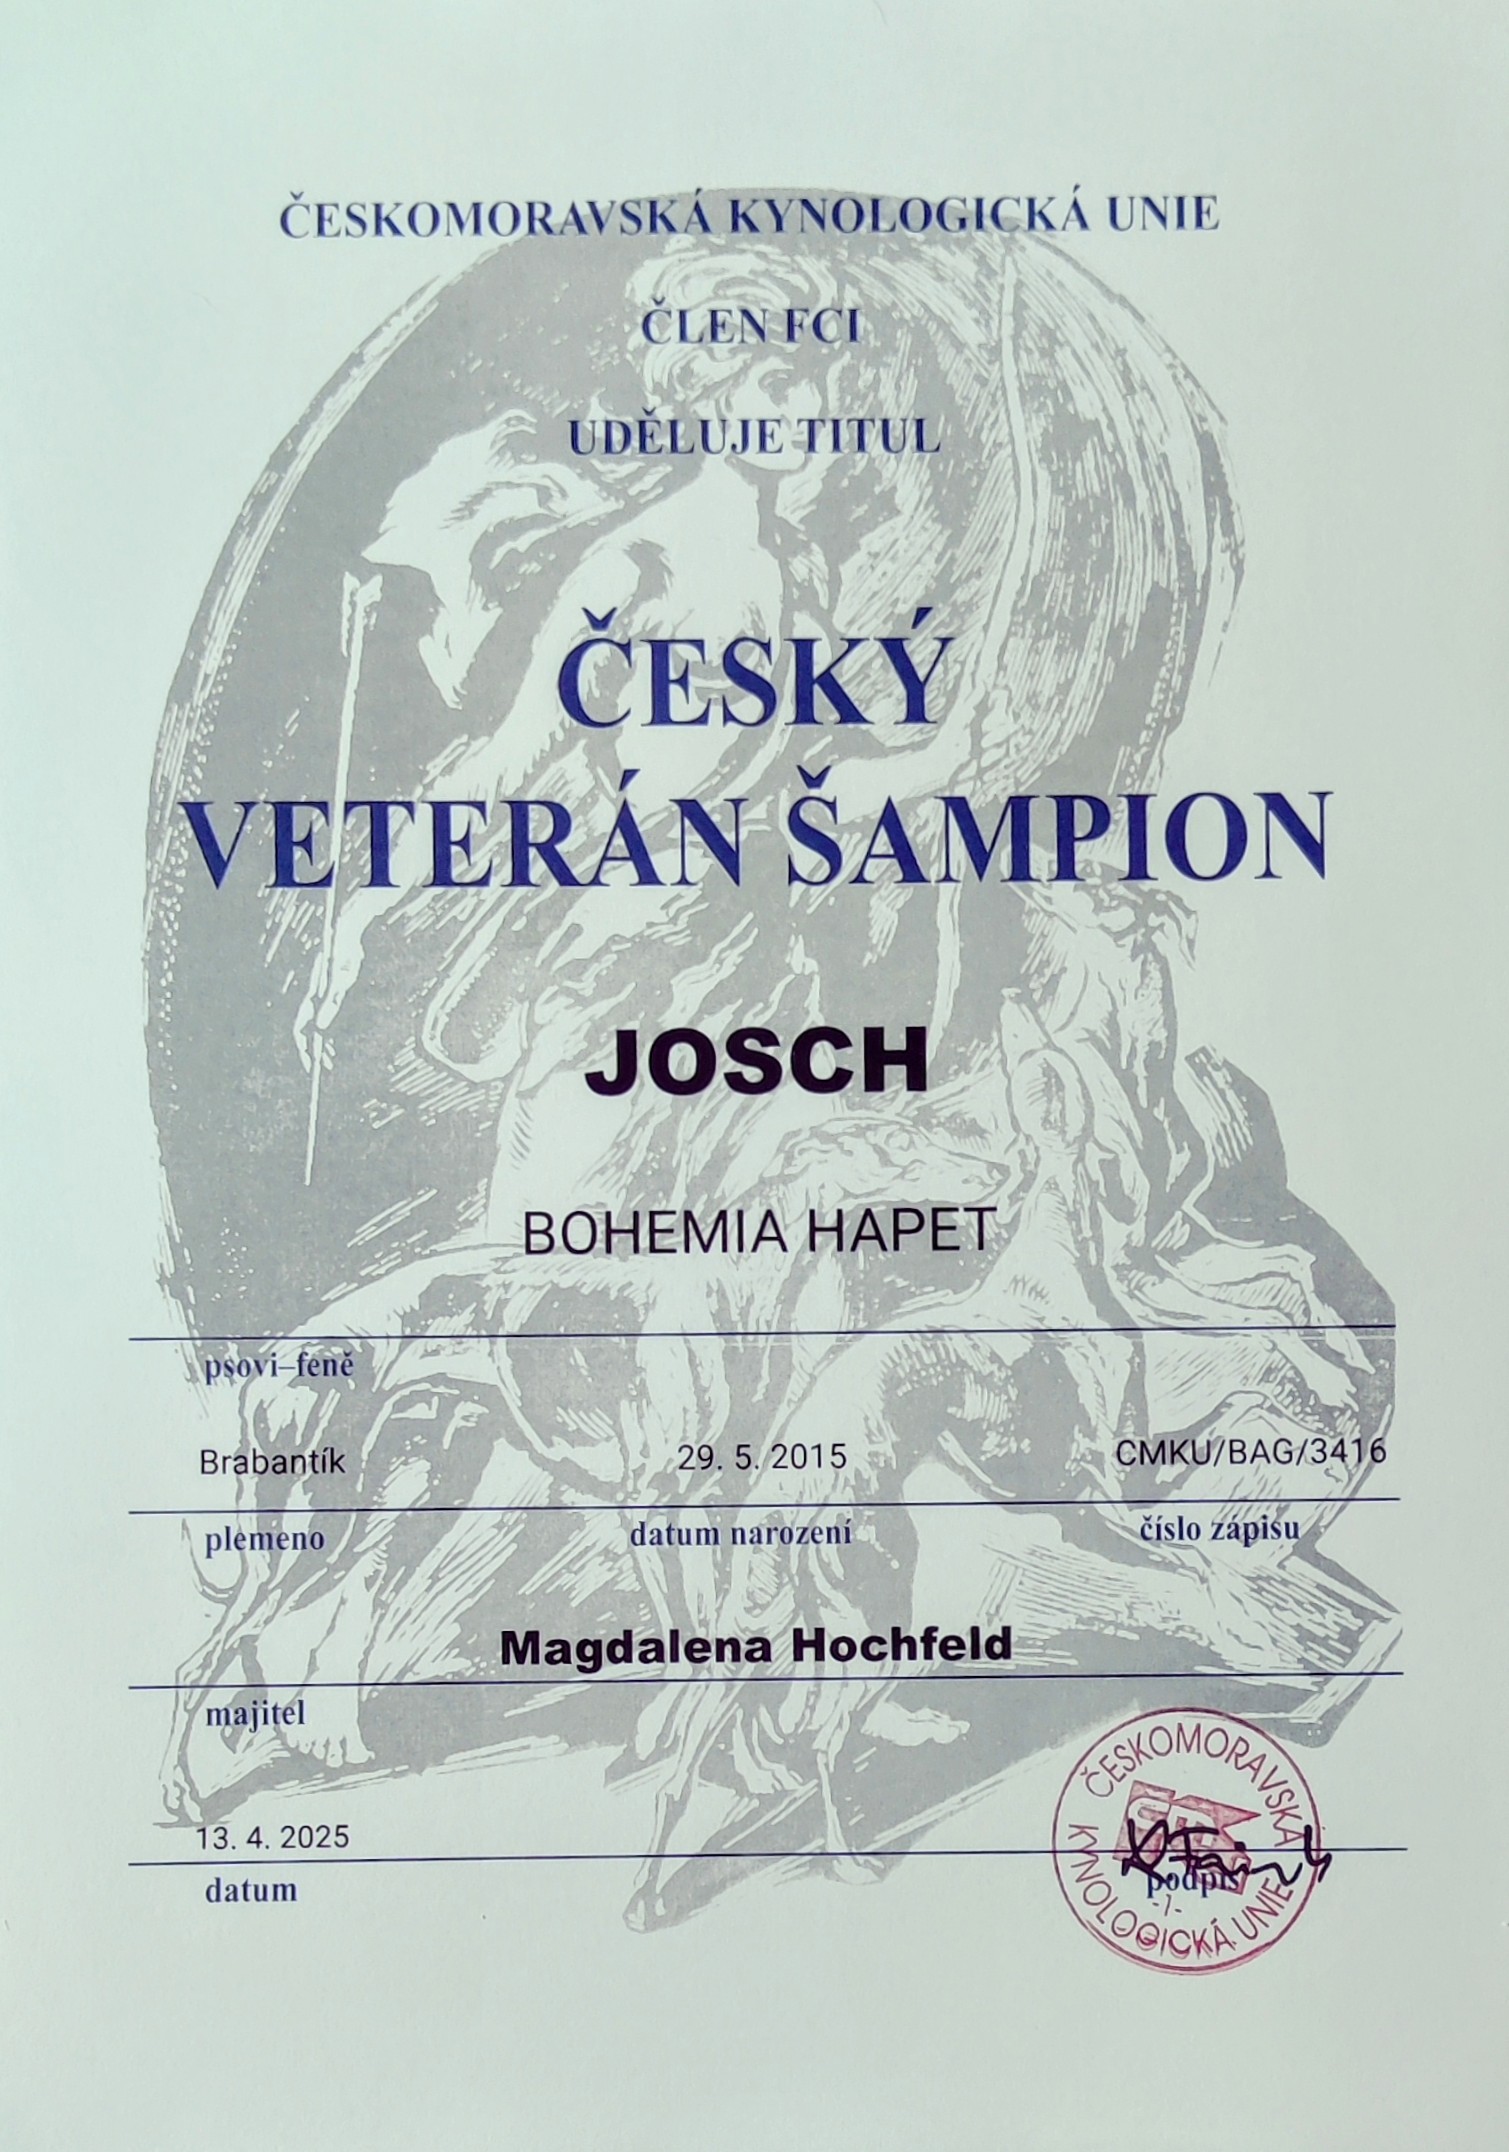 ČESKOMORAVSKÁ KYNOLOGICKÁ UNIE
ČLEN FCI
UDĚLUJE TITUL
ČESKÝ
VETERÁN ŠAMPION
JOSCH
BOHEMIA HAPET
psovi–feně
Brabantík 29. 5. 2015 CMKU/BAG/3416
plemeno datum narození číslo zápisu
Magdalena Hochfeld
majitel
13. 4. 2025
datum podpis
ČESKOMORAVSKÁ
KYNOLOGICKÁ UNIE
-1-